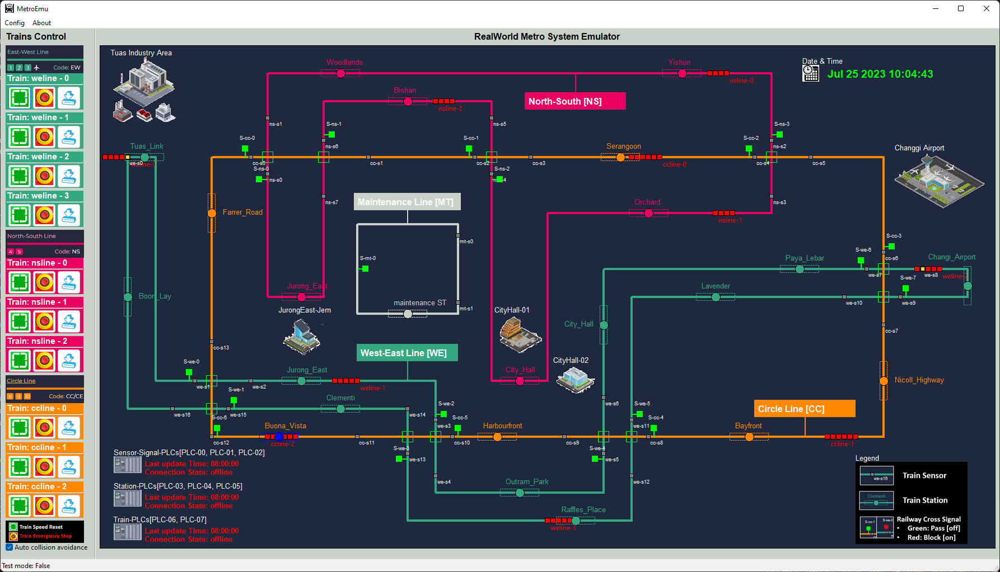 MetroEmu
Config About
Trains Control
RealWorld Metro System Emulator
East-West Line
1 2 3 Code: EW
Train: weline - 0
Train: weline - 1
Train: weline - 2
Train: weline - 3
North-South Line
4 5 Code: NS
Train: nsline - 0
Train: nsline - 1
Train: nsline - 2
Circle Line
8 9 10 Code: CC/CE
Train: ccline - 0
Train: ccline - 1
Train: ccline - 2
Train Speed Reset
Train Emergency Stop
Auto collision avoidance
Test mode: False
Tuas Industry Area
Woodlands
Yishun
Date & Time
Jul 25 2023 10:04:43
nsline-0
Bishan
nsline-2
North-South [NS]
ns-s1
S-ns-1
ns-s5
S-ns-3
S-cc-0
S-cc-1
S-cc-2
Tuas_Link
ns-s6
Serangoon
ns-s2
Changgi Airport
we-s0
weline-0
cc-s0
cc-s1
cc-s2
cc-s3
ccline-0
cc-s4
cc-s5
S-ns-0
S-ns-2
ns-s0
Maintenance Line [MT]
ns-s7
Orchard
ns-s3
Farrer_Road
nsline-1
mt-s0
S-cc-3
S-we-6
S-mt-0
Paya_Lebar
cc-s6
Changi_Airport
we-s7
we-s8
weline-2
S-we-7
Jurong_East
Lavender
Boon_Lay
maintenance ST
we-s10
we-s9
JurongEast-Jem
mt-s1
CityHall-01
City_Hall
cc-s7
cc-s13
West-East Line [WE]
S-we-0
CityHall-02
Jurong_East
City_Hall
we-s1
we-s2
weline-1
Nicoll_Highway
S-we-1
Clementi
S-we-2
we-s6
S-we-5
Circle Line [CC]
we-s16
we-s15
we-s14
S-cc-6
S-cc-5
S-cc-4
Buona_Vista
we-s3
Harbourfront
we-s11
Bayfront
cc-s12
ccline-2
cc-s11
cc-s10
cc-s9
cc-s8
ccline-1
S-we-3
S-we-4
Sensor-Signal-PLCs[PLC-00, PLC-01, PLC-02]
we-s13
we-s5
Last update Time: 08:00:00
Connection State: offline
we-s4
Outram_Park
we-s12
Station-PLCs[PLC-03, PLC-04, PLC-05]
Last update Time: 08:00:00
Connection State: offline
Raffles_Place
Train-PLCs[PLC-06, PLC-07]
weline-3
Last update Time: 08:00:00
Connection State: offline
Legend
we-s16
Train Sensor
Clementi
Train Station
S-cc-1 S-we-0
Railway Cross Signal
• Green: Pass [off]
• Red: Block [on]